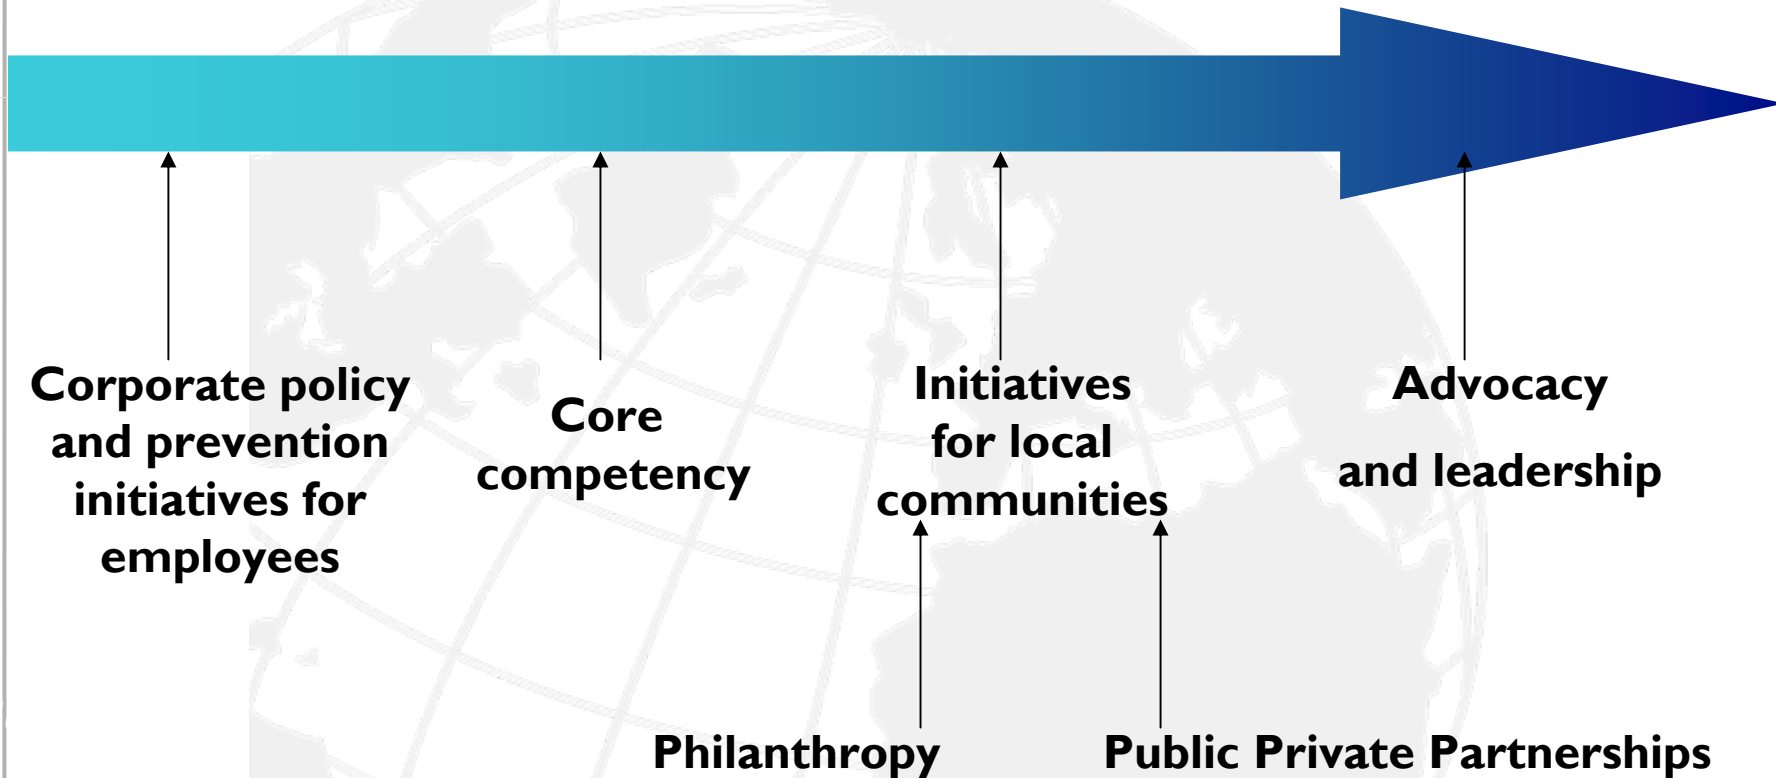 Corporate policy
and prevention
initiatives for
employees
Core
competency
Initiatives
for local
communities
Advocacy
and leadership
Philanthropy
Public Private Partnerships